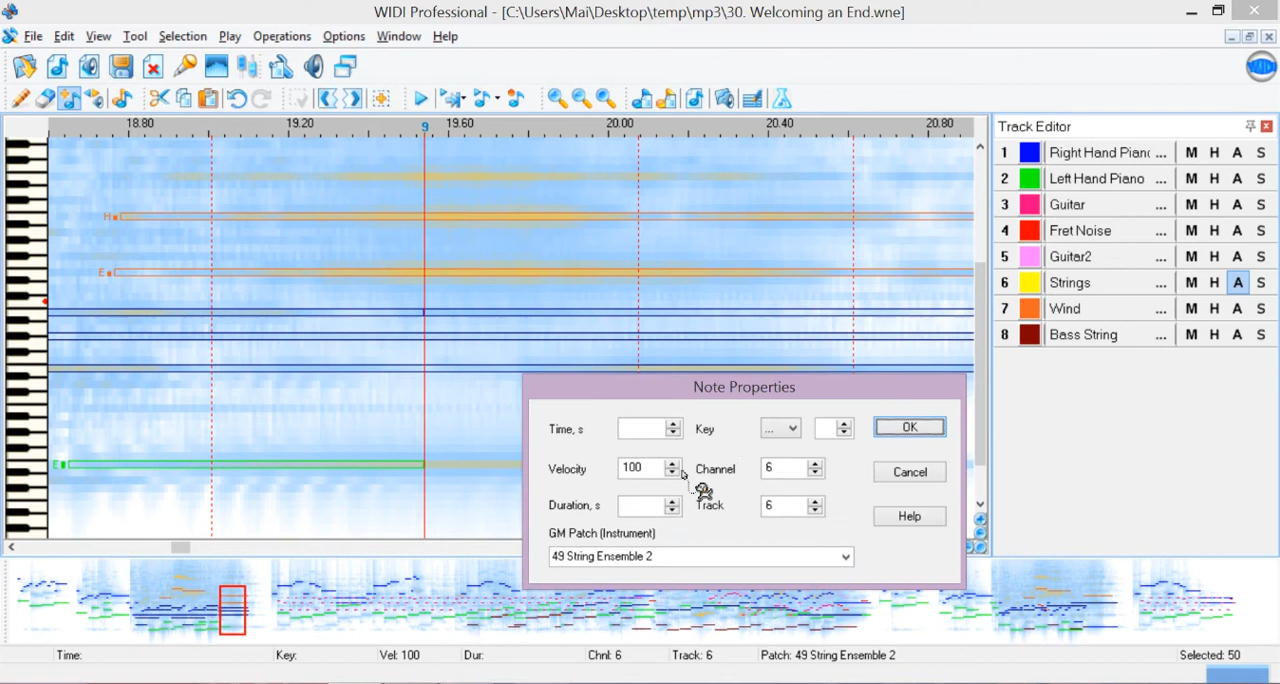 WIDI Professional - [C:\Users\Mai\Desktop\temp\mp3\30. Welcoming an End.wne]
File Edit View Tool Selection Play Operations Options Window Help
WIDI
18.80 19.20 9 19.60 20.00 20.40 20.80
Track Editor
1 Right Hand Pian ... M H A S
2 Left Hand Piano ... M H A S
3 Guitar ... M H A S
4 Fret Noise ... M H A S
5 Guitar2 ... M H A S
6 Strings ... M H A S
7 Wind ... M H A S
8 Bass String ... M H A S
H
E
E
Note Properties
Time, s Key ... OK
Velocity 100 Channel 6 Cancel
Duration, s Track 6 Help
GM Patch (Instrument)
49 String Ensemble 2
Time: Key: Vel: 100 Dur: Chnl: 6 Track: 6 Patch: 49 String Ensemble 2 Selected: 50